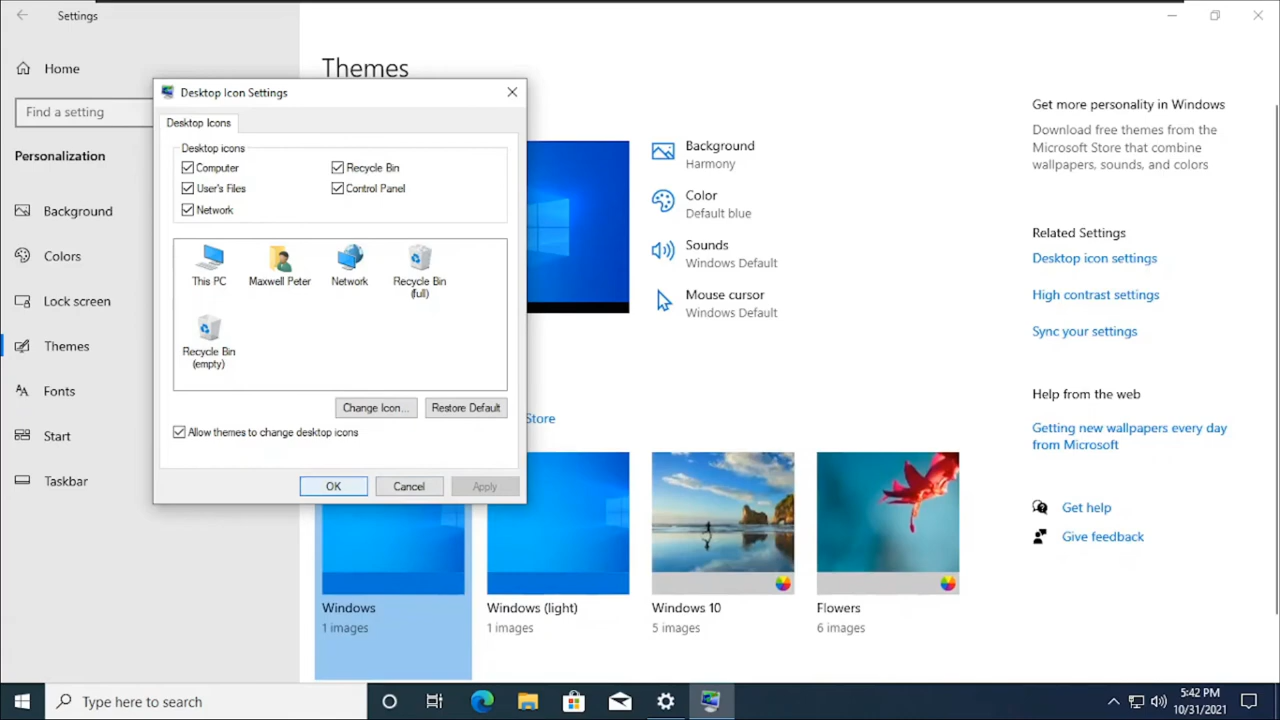 Settings
Home
Find a setting
Personalization
Background
Colors
Lock screen
Themes
Fonts
Start
Taskbar
Themes
Desktop Icon Settings
Desktop Icons
Desktop icons
Computer
Recycle Bin
User's Files
Control Panel
Network
This PC
Maxwell Peter
Network
Recycle Bin
(full)
Recycle Bin
(empty)
Change Icon...
Restore Default
Allow themes to change desktop icons
OK
Cancel
Apply
Background
Harmony
Color
Default blue
Sounds
Windows Default
Mouse cursor
Windows Default
Store
Windows
1 images
Windows (light)
1 images
Windows 10
5 images
Flowers
6 images
Get more personality in Windows
Download free themes from the
Microsoft Store that combine
wallpapers, sounds, and colors
Related Settings
Desktop icon settings
High contrast settings
Sync your settings
Help from the web
Getting new wallpapers every day
from Microsoft
Get help
Give feedback
Type here to search
5:42 PM
10/31/2021